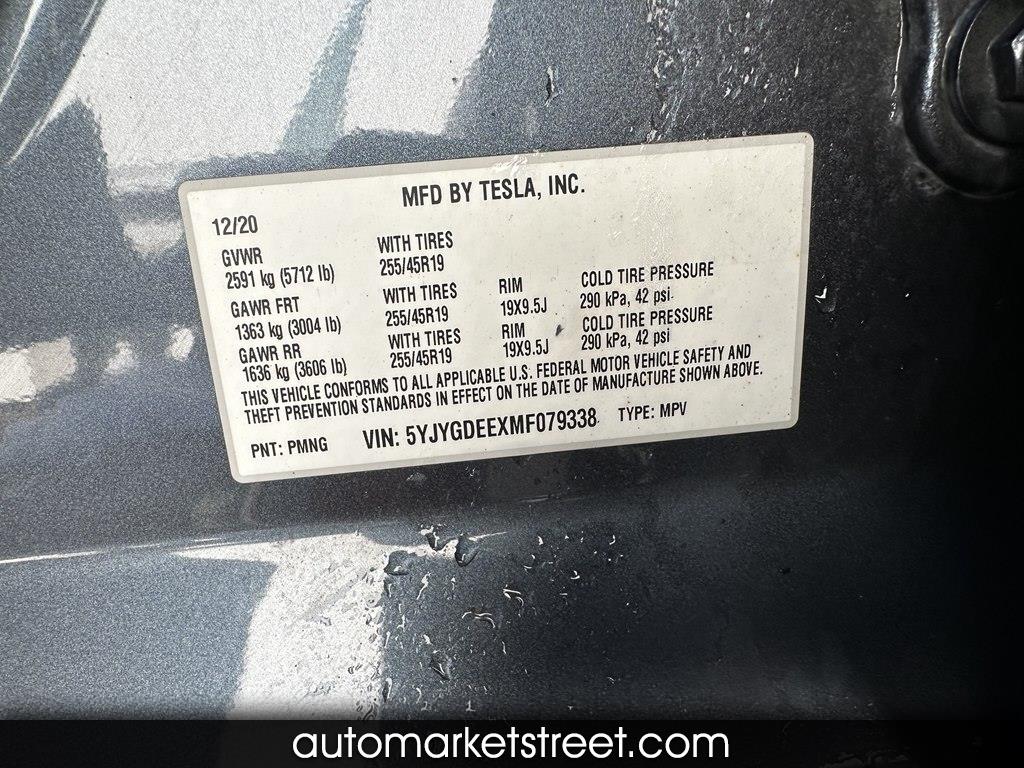 MFD BY TESLA, INC.
12/20
GVWR WITH TIRES
2591 kg (5712 lb) 255/45R19
GAWR FRT WITH TIRES RIM COLD TIRE PRESSURE
1363 kg (3004 lb) 255/45R19 19X9.5J 290 kPa, 42 psi
GAWR RR WITH TIRES RIM COLD TIRE PRESSURE
1636 kg (3606 lb) 255/45R19 19X9.5J 290 kPa, 42 psi
THIS VEHICLE CONFORMS TO ALL APPLICABLE U.S. FEDERAL MOTOR VEHICLE SAFETY AND
THEFT PREVENTION STANDARDS IN EFFECT ON THE DATE OF MANUFACTURE SHOWN ABOVE.
PNT: PMNG VIN: 5YJYGDEEXMF079338 TYPE: MPV
automarketstreet.com